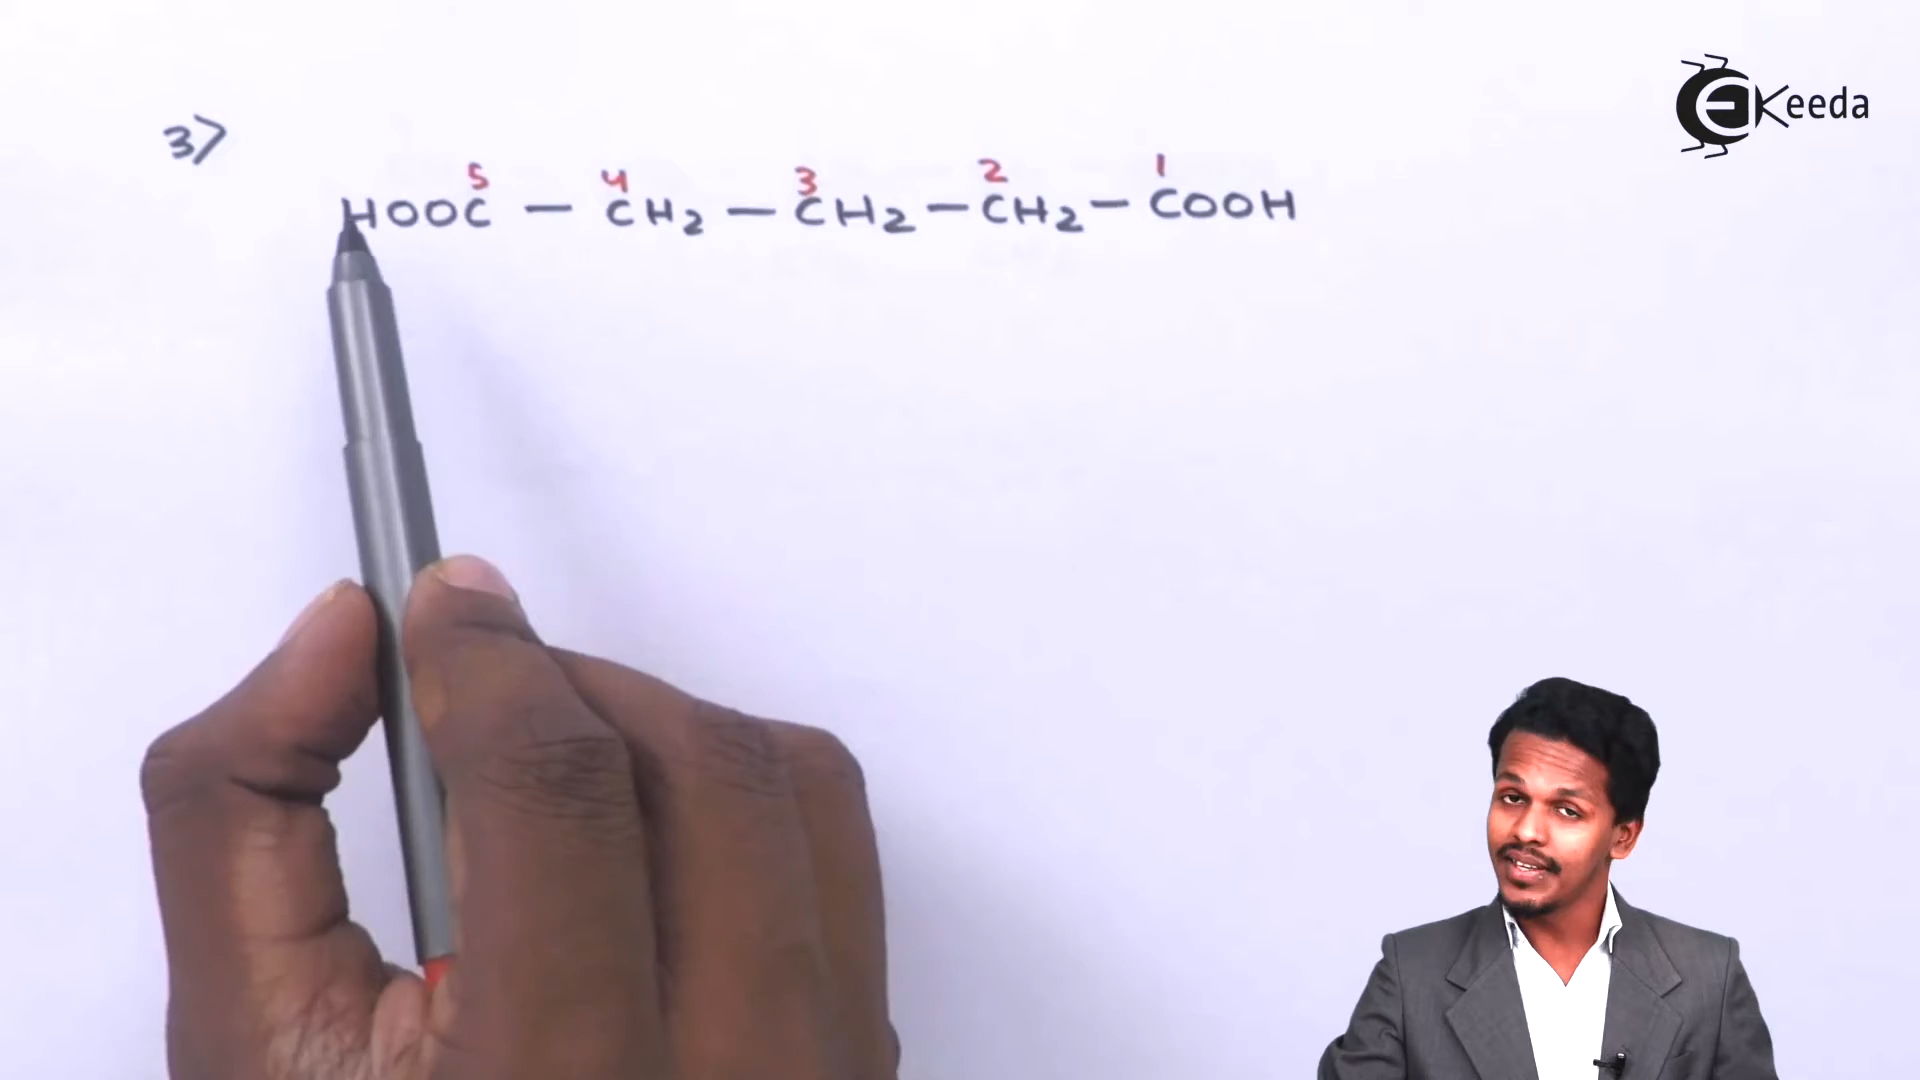 Keeda
3>
5 4 3 2 1
HOOC — CH2 — CH2 — CH2 — COOH